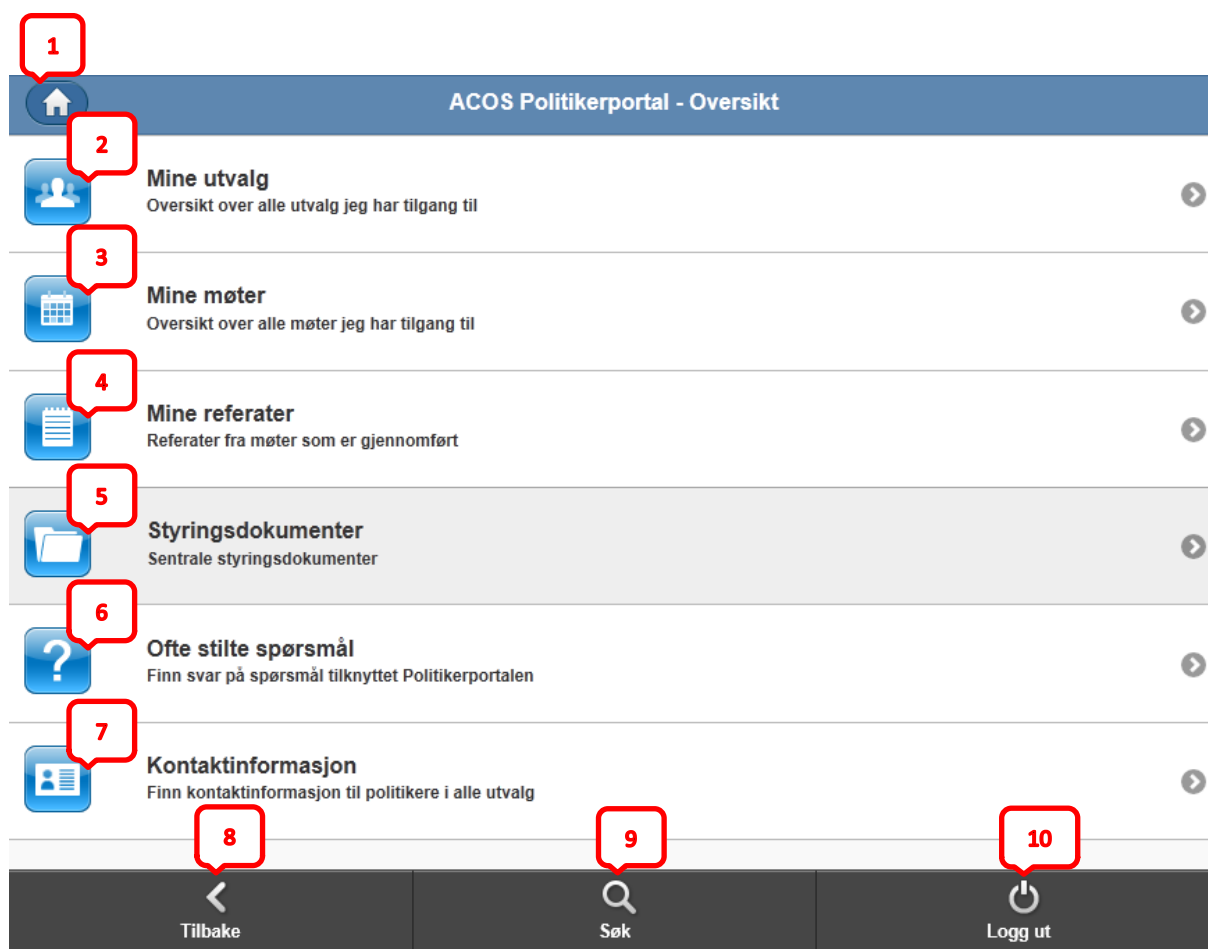 1
ACOS Politikerportal - Oversikt
2
Mine utvalg
Oversikt over alle utvalg jeg har tilgang til
3
Mine møter
Oversikt over alle møter jeg har tilgang til
4
Mine referater
Referater fra møter som er gjennomført
5
Styringsdokumenter
Sentrale styringsdokumenter
6
Ofte stilte spørsmål
Finn svar på spørsmål tilknyttet Politikerportalen
7
Kontaktinformasjon
Finn kontaktinformasjon til politikere i alle utvalg
8 9 10
Tilbake Søk Logg ut